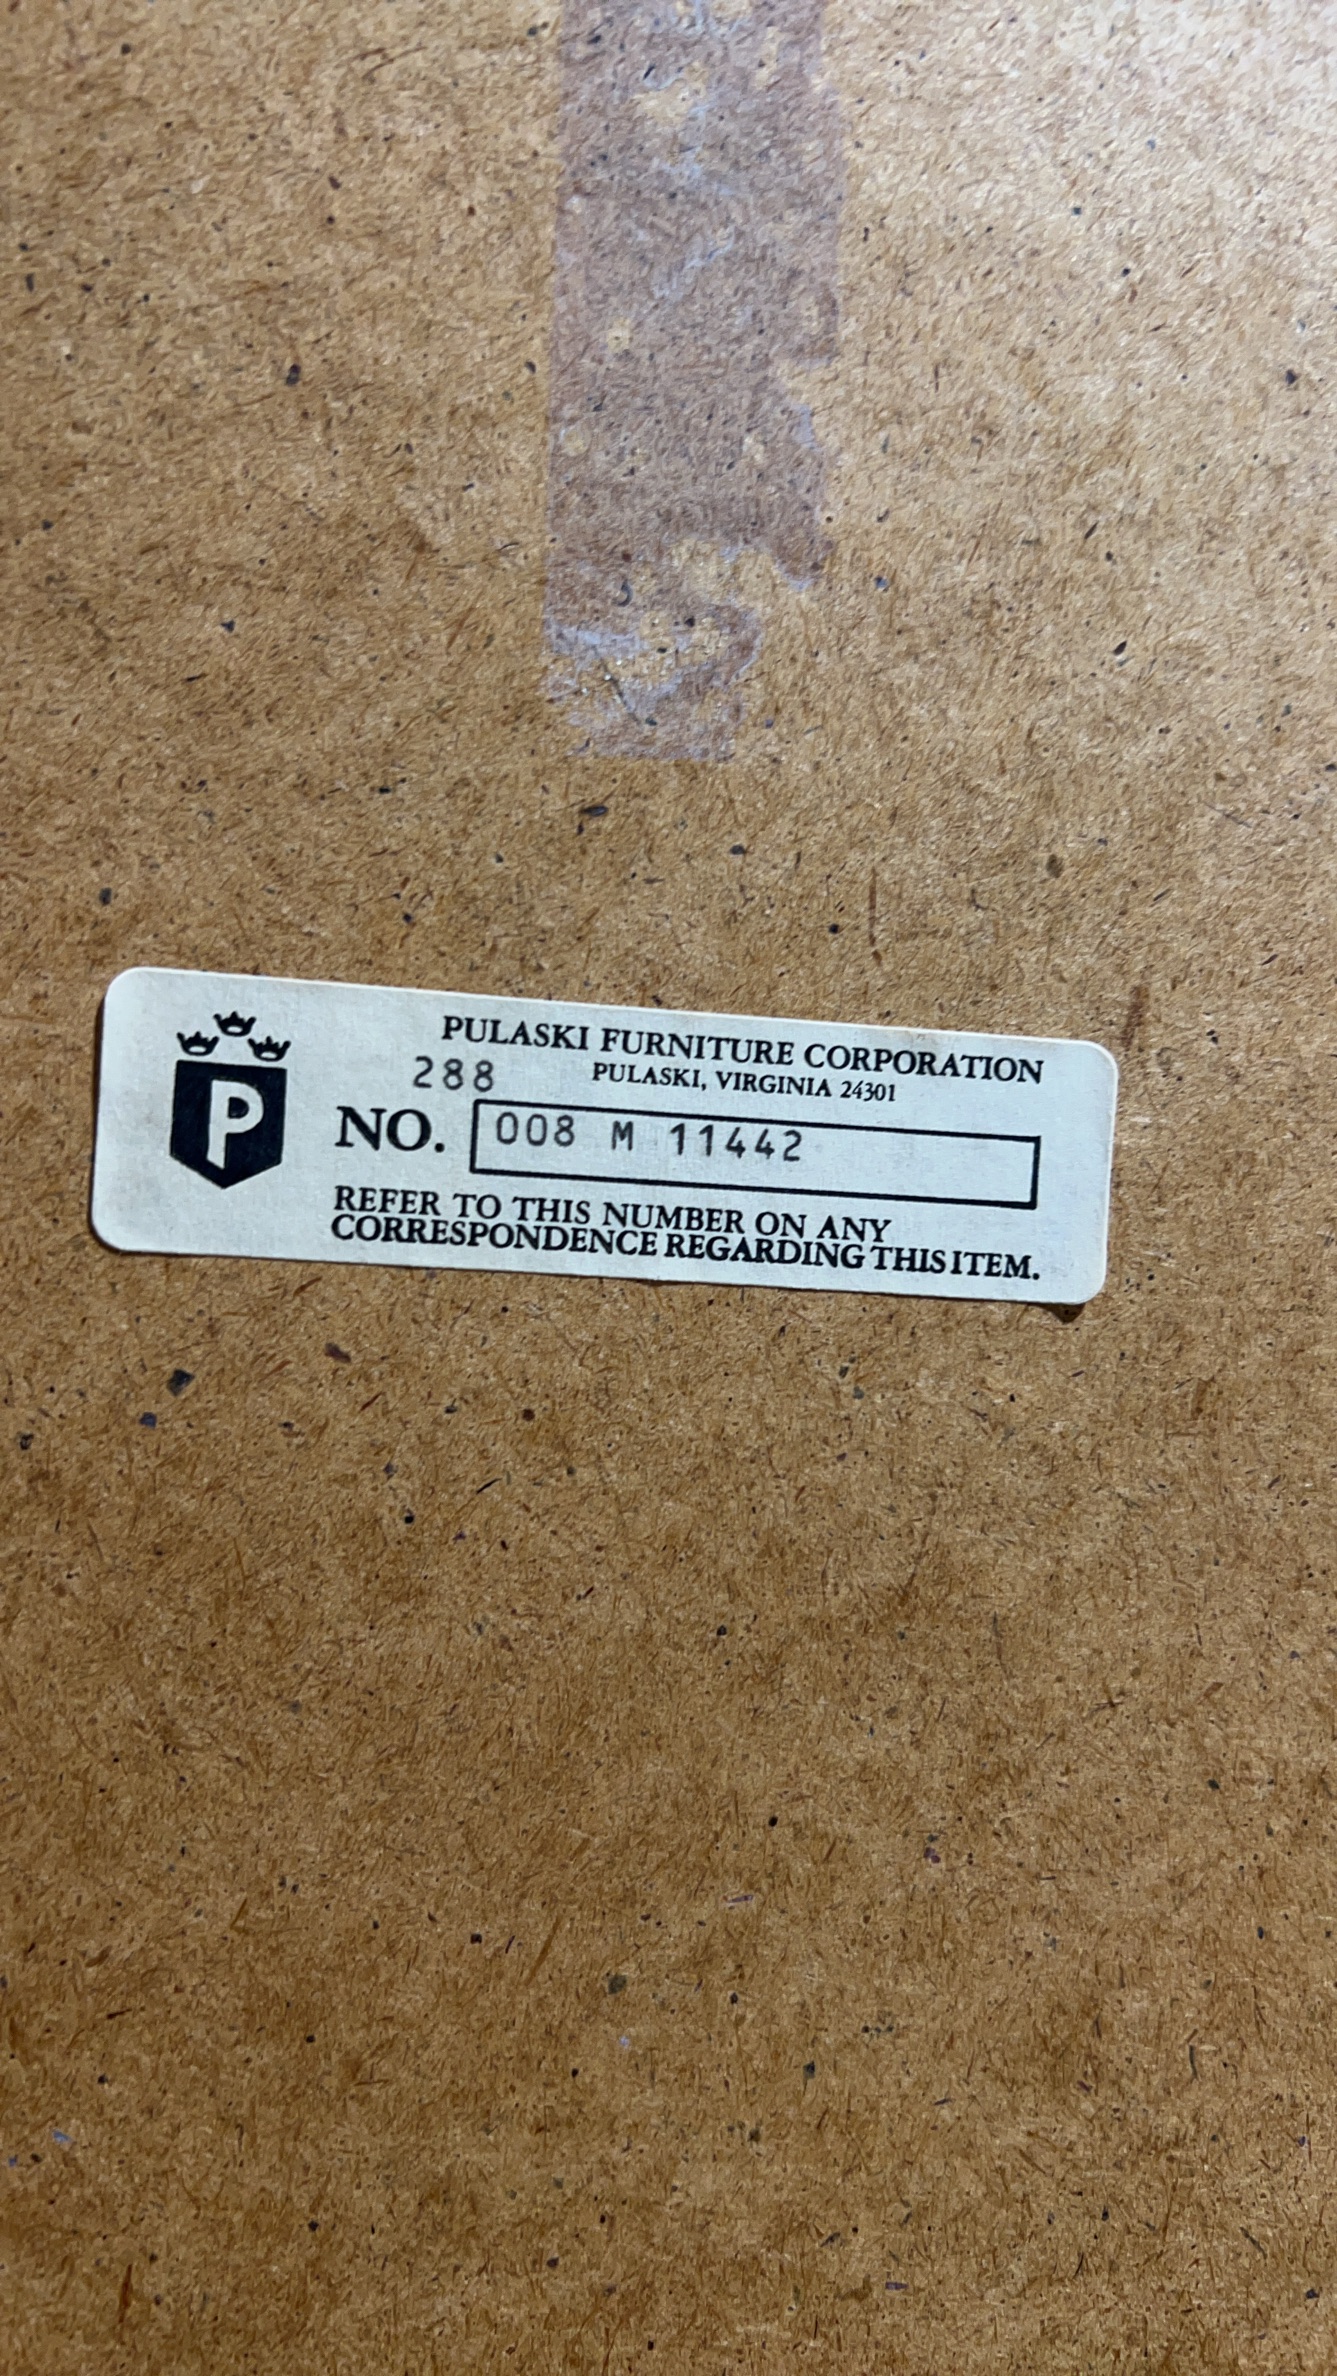 PULASKI FURNITURE CORPORATION
288 PULASKI, VIRGINIA 24301
P
NO. 008 M 11442
REFER TO THIS NUMBER ON ANY
CORRESPONDENCE REGARDING THIS ITEM.